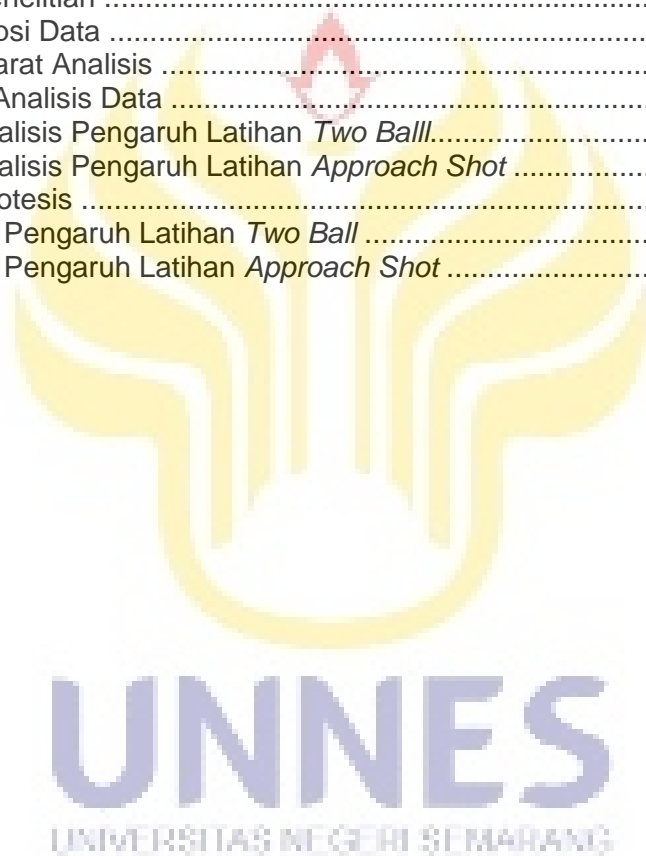 enelitian ................................................................
osi Data ................................................................
arat Analisis ................................................................
Analisis Data ................................................................
alisis Pengaruh Latihan Two Balll................................
alisis Pengaruh Latihan Approach Shot ................
otesis ................................................................
Pengaruh Latihan Two Ball ................................
Pengaruh Latihan Approach Shot ........................
UNNES
UNIVERSITAS NEGERI SEMARANG